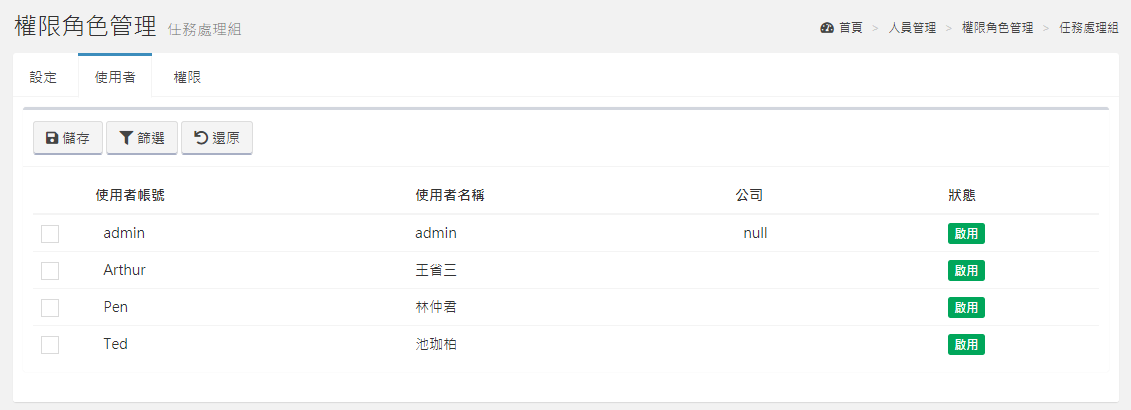 權限角色管理 任務處理組
首頁 > 人員管理 > 權限角色管理 > 任務處理組
設定 使用者 權限
儲存 篩選 還原
使用者帳號 使用者名稱 公司 狀態
admin admin null 啟用
Arthur 王省三 啟用
Pen 林仲君 啟用
Ted 池珈柏 啟用